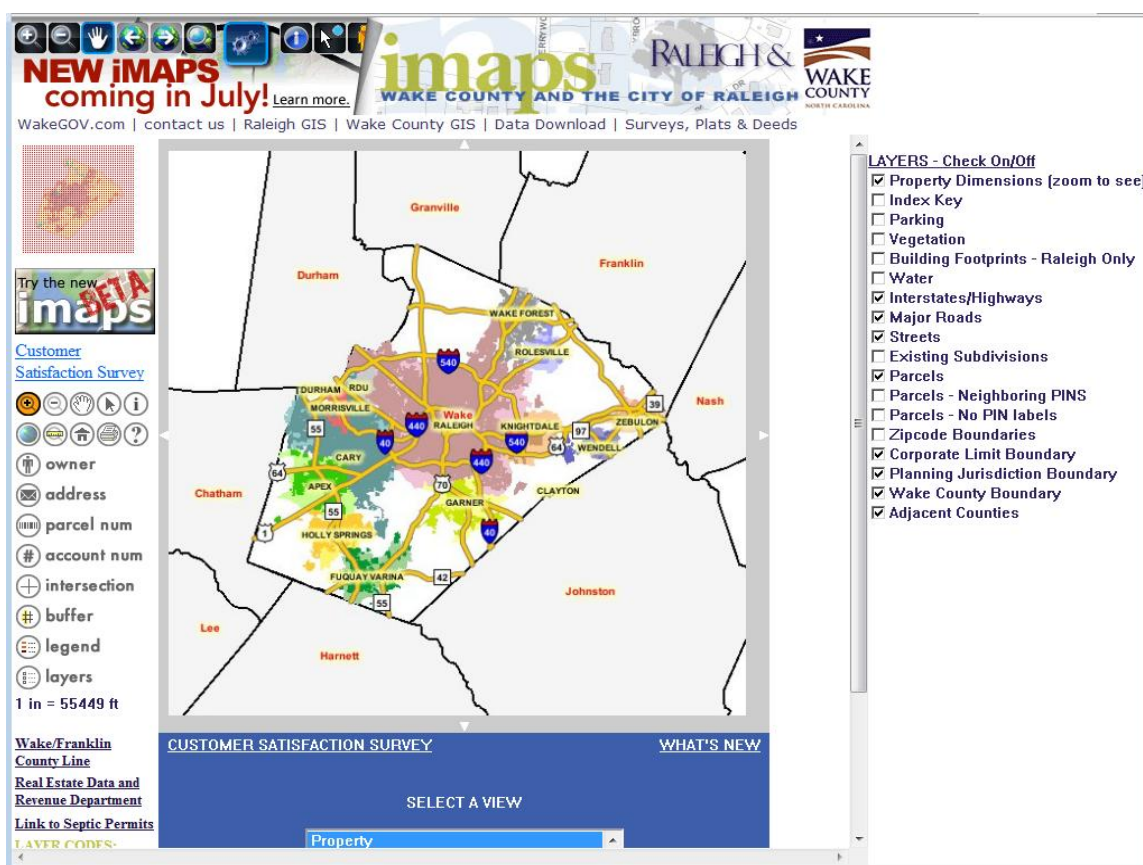 NEW iMAPS
coming in July! Learn more.
imaps
WAKE COUNTY AND THE CITY OF RALEIGH
RALEIGH &
WAKE
COUNTY
NORTH CAROLINA
WakeGOV.com | contact us | Raleigh GIS | Wake County GIS | Data Download | Surveys, Plats & Deeds
Try the new
imaps
BETA
Customer
Satisfaction Survey
owner
address
parcel num
account num
intersection
buffer
legend
layers
1 in = 55449 ft
Wake/Franklin
County Line
Real Estate Data and
Revenue Department
Link to Septic Permits
LAYER CODES:
Granville
Durham
Franklin
WAKE FOREST
ROLESVILLE
540
DURHAM
RDU
MORRISVILLE
Nash
39
ZEBULON
Wake
RALEIGH
440
KNIGHTDALE
55
40
540
97
64
WENDELL
CARY
440
64
70
Chatham
APEX
CLAYTON
GARNER
55
1
40
HOLLY SPRINGS
FUQUAY VARINA
42
Johnston
55
Lee
Harnett
CUSTOMER SATISFACTION SURVEY
WHAT'S NEW
SELECT A VIEW
Property
LAYERS - Check On/Off
Property Dimensions (zoom to see)
Index Key
Parking
Vegetation
Building Footprints - Raleigh Only
Water
Interstates/Highways
Major Roads
Streets
Existing Subdivisions
Parcels
Parcels - Neighboring PINS
Parcels - No PIN labels
Zipcode Boundaries
Corporate Limit Boundary
Planning Jurisdiction Boundary
Wake County Boundary
Adjacent Counties